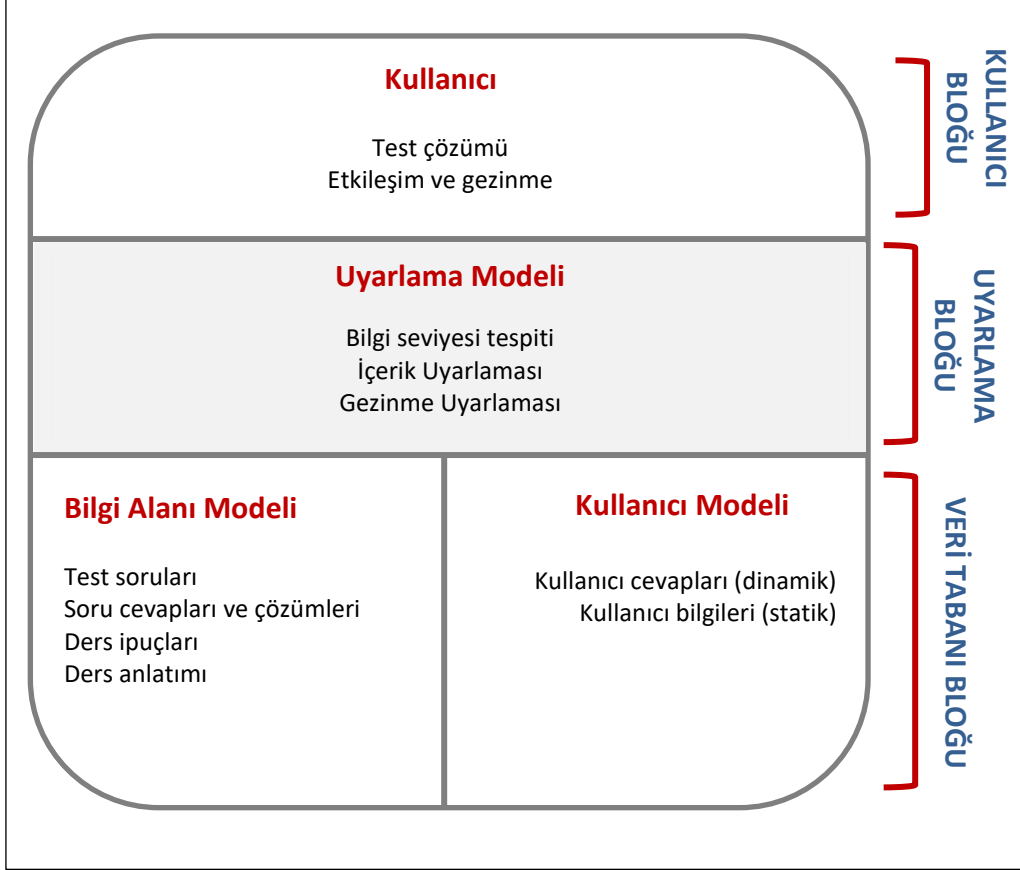 Kullanıcı
Test çözümü
Etkileşim ve gezinme
KULLANICI
BLOĞU
Uyarlama Modeli
Bilgi seviyesi tespiti
İçerik Uyarlaması
Gezinme Uyarlaması
UYARLAMA
BLOĞU
Bilgi Alanı Modeli
Test soruları
Soru cevapları ve çözümleri
Ders ipuçları
Ders anlatımı
Kullanıcı Modeli
Kullanıcı cevapları (dinamik)
Kullanıcı bilgileri (statik)
VERİ TABANI BLOĞU